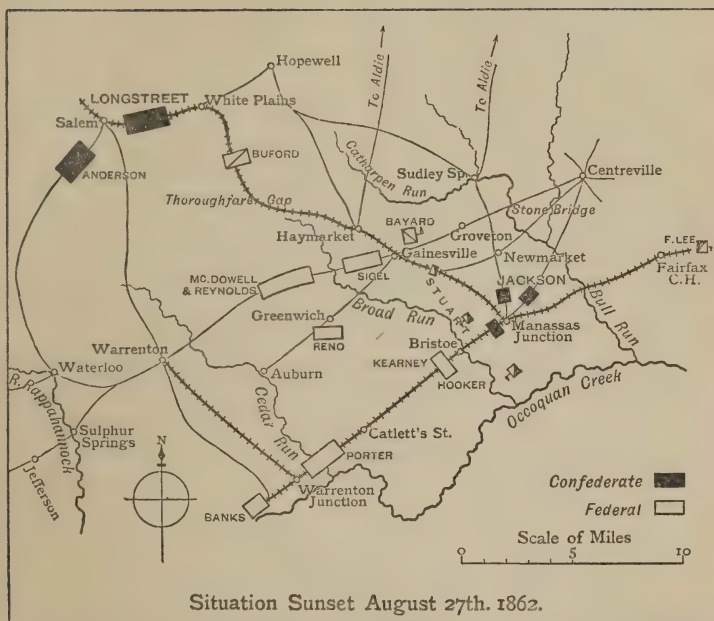 Hopewell
To Aldie
To Aldie
LONGSTREET
White Plains
Salem
ANDERSON
BUFORD
Catharpen Run
Sudley Sp.
Centreville
Thoroughfare Gap
Stone Bridge
BAYARD
Haymarket
Groveton
F. LEE
Gainesville
Newmarket
Fairfax
C.H.
SIGEL
MC. DOWELL
& REYNOLDS
STUART
JACKSON
Bull Run
Greenwich
Broad Run
Manassas
Junction
RENO
Bristoe
Warrenton
KEARNEY
HOOKER
Waterloo
Auburn
Occoquan Creek
R. Rappahannock
Cedar Run
Sulphur
Springs
Catlett's St.
Jefferson
N
PORTER
Warrenton
Junction
BANKS
Confederate
Federal
Scale of Miles
0 5 10
Situation Sunset August 27th. 1862.